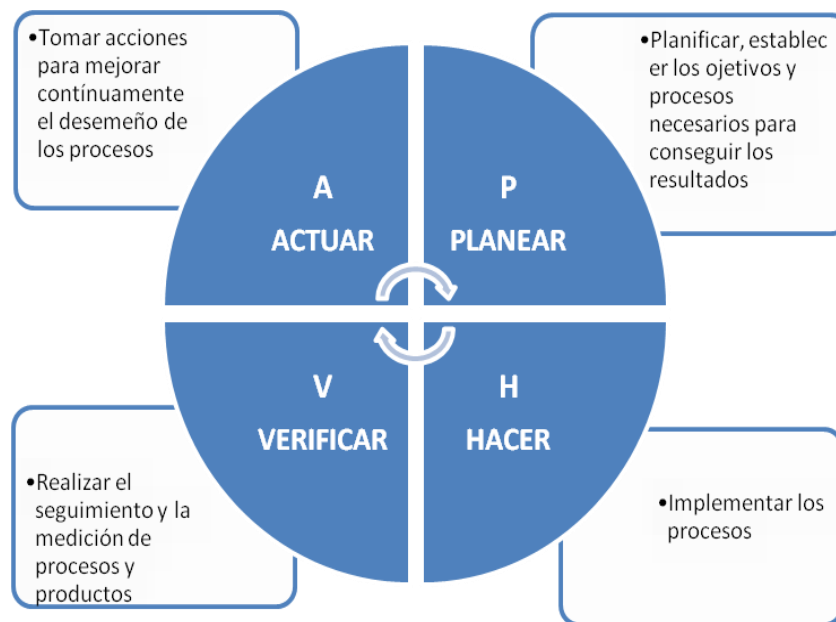 •Tomar acciones
para mejorar
contínuamente
el desemeño de
los procesos
A
ACTUAR
P
PLANEAR
•Planificar, establec
er los ojetivos y
procesos
necesarios para
conseguir los
resultados
V
VERIFICAR
H
HACER
•Realizar el
seguimiento y la
medición de
procesos y
productos
•Implementar los
procesos